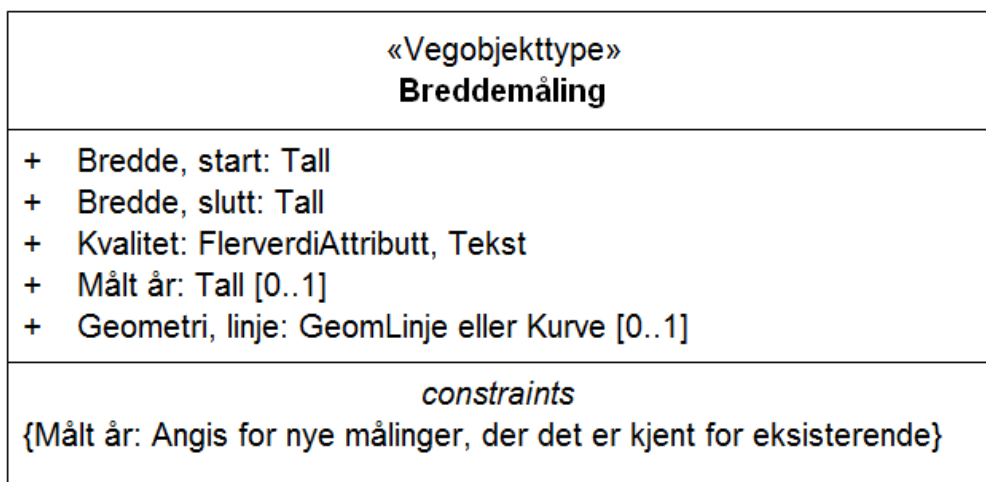 «Vegobjekttype»
Breddemåling
+ Bredde, start: Tall
+ Bredde, slutt: Tall
+ Kvalitet: FlerverdiAttributt, Tekst
+ Målt år: Tall [0..1]
+ Geometri, linje: GeomLinje eller Kurve [0..1]
constraints
{Målt år: Angis for nye målinger, der det er kjent for eksisterende}